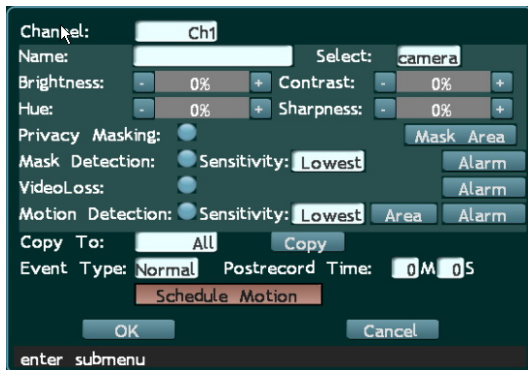 Channel: Ch1
Name: Select: camera
Brightness: - 0% + Contrast: - 0% +
Hue: - 0% + Sharpness: - 0% +
Privacy Masking: Mask Area
Mask Detection: Sensitivity: Lowest Alarm
VideoLoss: Alarm
Motion Detection: Sensitivity: Lowest Area Alarm
Copy To: All Copy
Event Type: Normal Postrecord Time: 0 M 0 S
Schedule Motion
OK Cancel
enter submenu